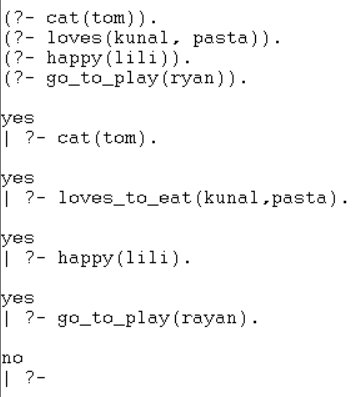 (?- cat(tom)).
(?- loves(kunal, pasta)).
(?- happy(lili)).
(?- go_to_play(ryan)).
yes
| ?- cat(tom).
yes
| ?- loves_to_eat(kunal,pasta).
yes
| ?- happy(lili).
yes
| ?- go_to_play(rayan).
no
| ?-